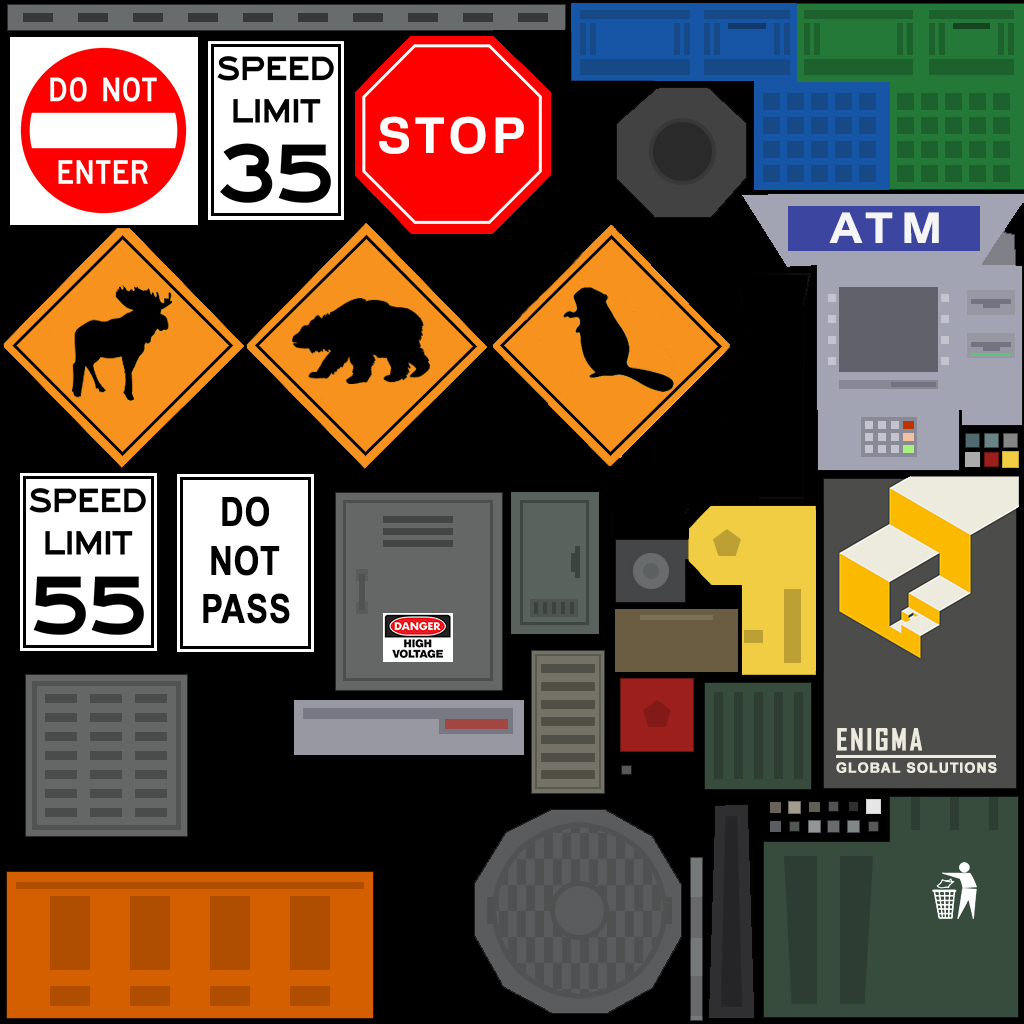 DO NOT
ENTER
SPEED
LIMIT
35
STOP
ATM
SPEED
LIMIT
55
DO
NOT
PASS
DANGER
HIGH
VOLTAGE
ENIGMA
GLOBAL SOLUTIONS